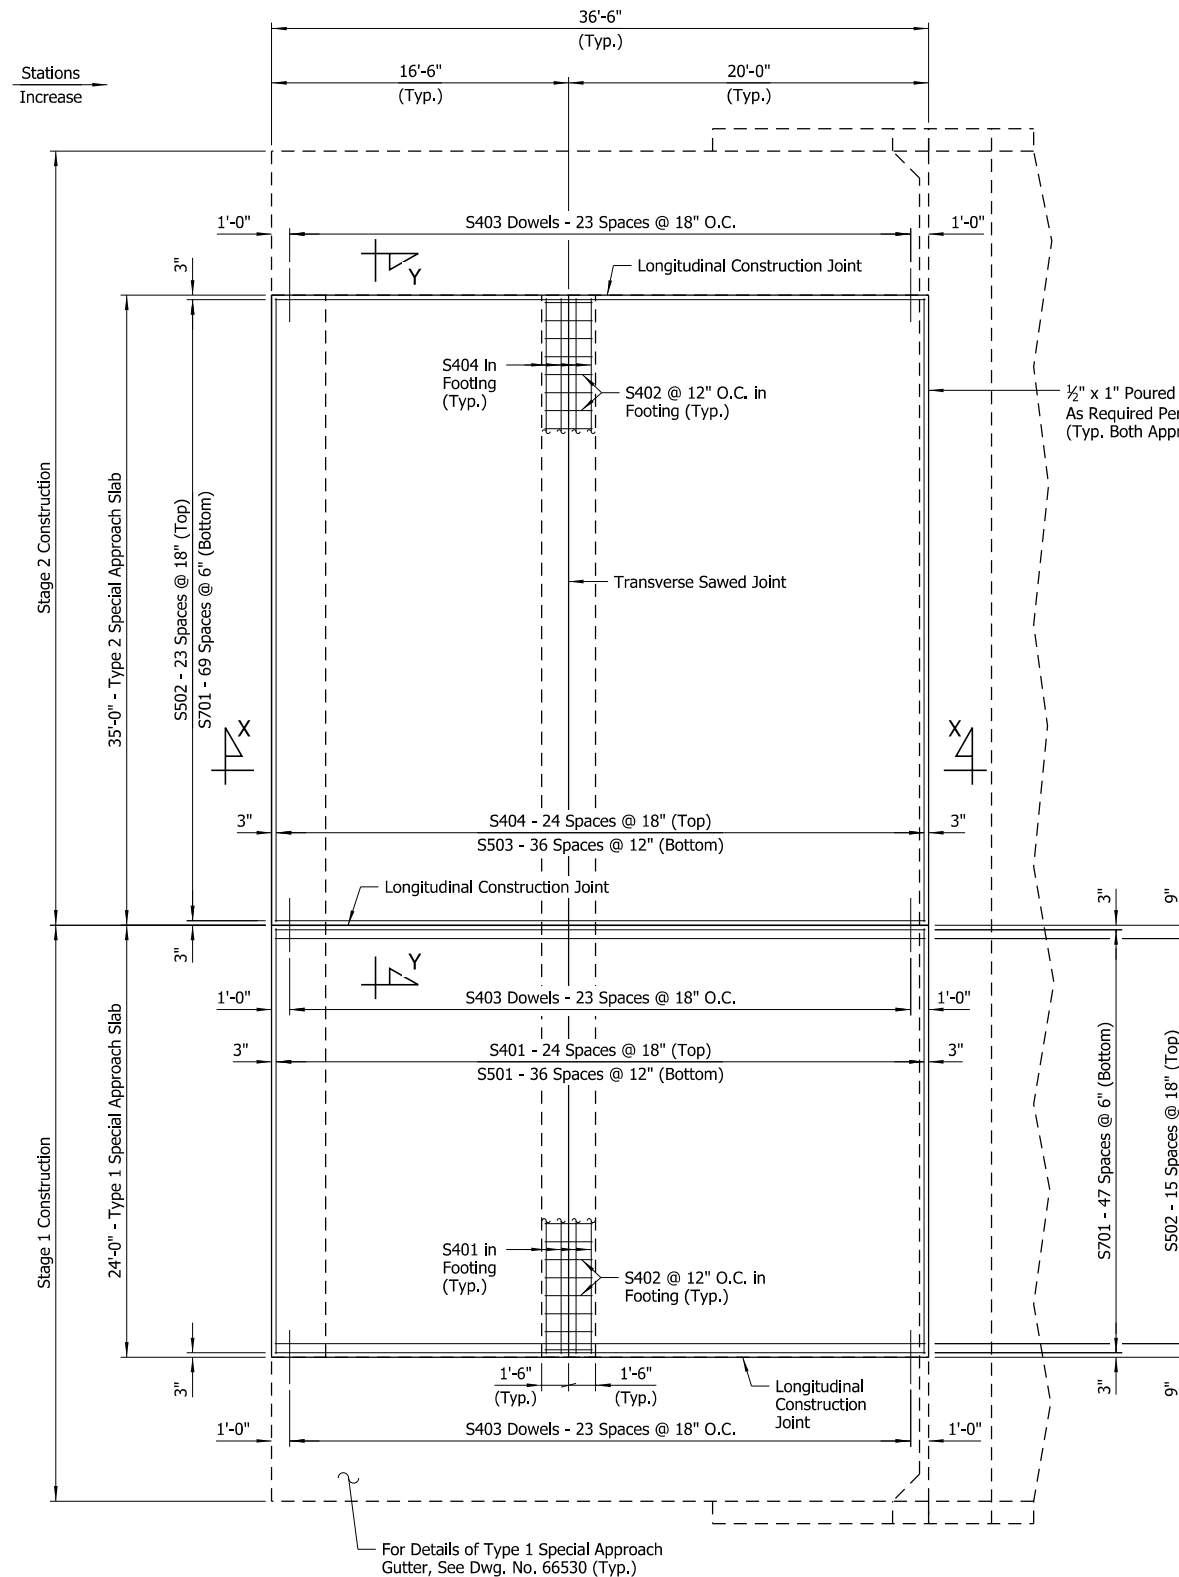 36'-6"
(Typ.)
Stations
Increase
16'-6"
(Typ.)
20'-0"
(Typ.)
1'-0"
S403 Dowels - 23 Spaces @ 18" O.C.
1'-0"
3"
Y
Longitudinal Construction Joint
S404 In
Footing
(Typ.)
S402 @ 12" O.C. in
Footing (Typ.)
½" x 1" Poured
As Required Per
(Typ. Both Appr
Stage 2 Construction
35'-0" - Type 2 Special Approach Slab
S502 - 23 Spaces @ 18" (Top)
S701 - 69 Spaces @ 6" (Bottom)
Transverse Sawed Joint
X
X
3"
S404 - 24 Spaces @ 18" (Top)
S503 - 36 Spaces @ 12" (Bottom)
3"
Longitudinal Construction Joint
3"
9"
3"
Y
1'-0"
S403 Dowels - 23 Spaces @ 18" O.C.
1'-0"
3"
S401 - 24 Spaces @ 18" (Top)
S501 - 36 Spaces @ 12" (Bottom)
3"
Stage 1 Construction
24'-0" - Type 1 Special Approach Slab
S701 - 47 Spaces @ 6" (Bottom)
S502 - 15 Spaces @ 18" (Top)
S401 in
Footing
(Typ.)
S402 @ 12" O.C. in
Footing (Typ.)
3"
1'-6"
(Typ.)
1'-6"
(Typ.)
Longitudinal
Construction
Joint
3"
9"
1'-0"
S403 Dowels - 23 Spaces @ 18" O.C.
1'-0"
For Details of Type 1 Special Approach
Gutter, See Dwg. No. 66530 (Typ.)